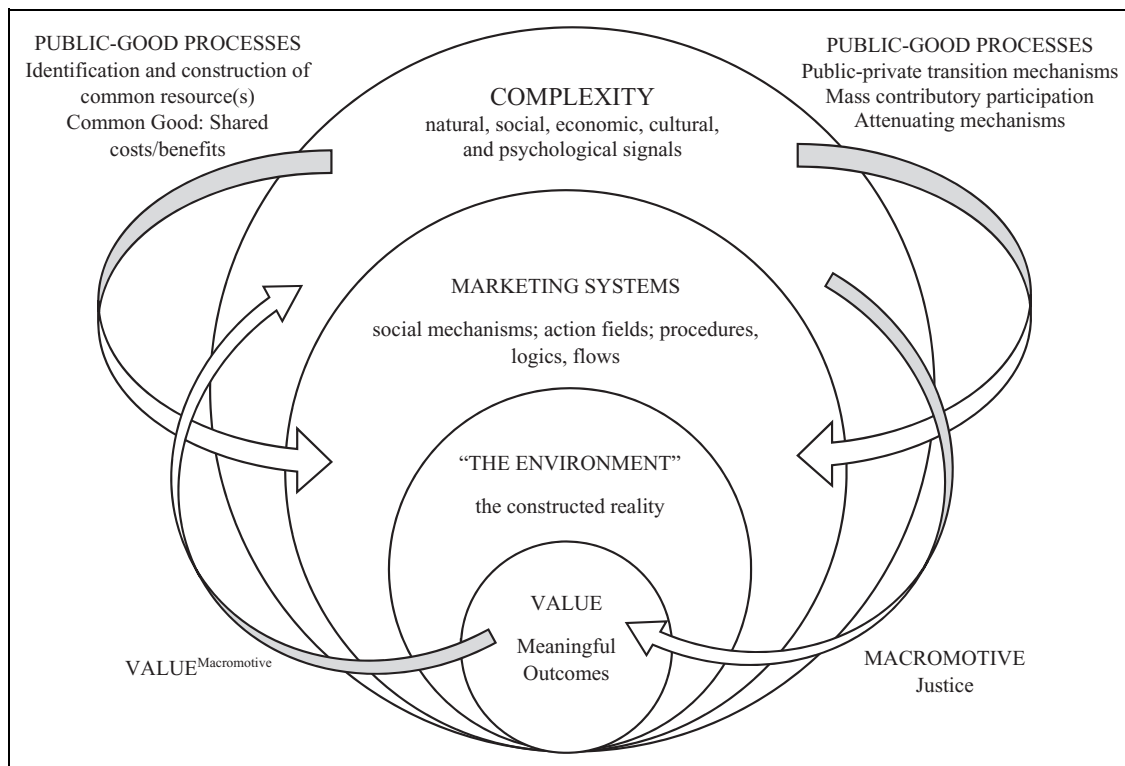 PUBLIC-GOOD PROCESSES
Identification and construction of
common resource(s)
Common Good: Shared
costs/benefits
PUBLIC-GOOD PROCESSES
Public-private transition mechanisms
Mass contributory participation
Attenuating mechanisms
COMPLEXITY
natural, social, economic, cultural,
and psychological signals
MARKETING SYSTEMS
social mechanisms; action fields; procedures,
logics, flows
“THE ENVIRONMENT”
the constructed reality
VALUE
Meaningful
Outcomes
VALUEMacromotive
MACROMOTIVE
Justice